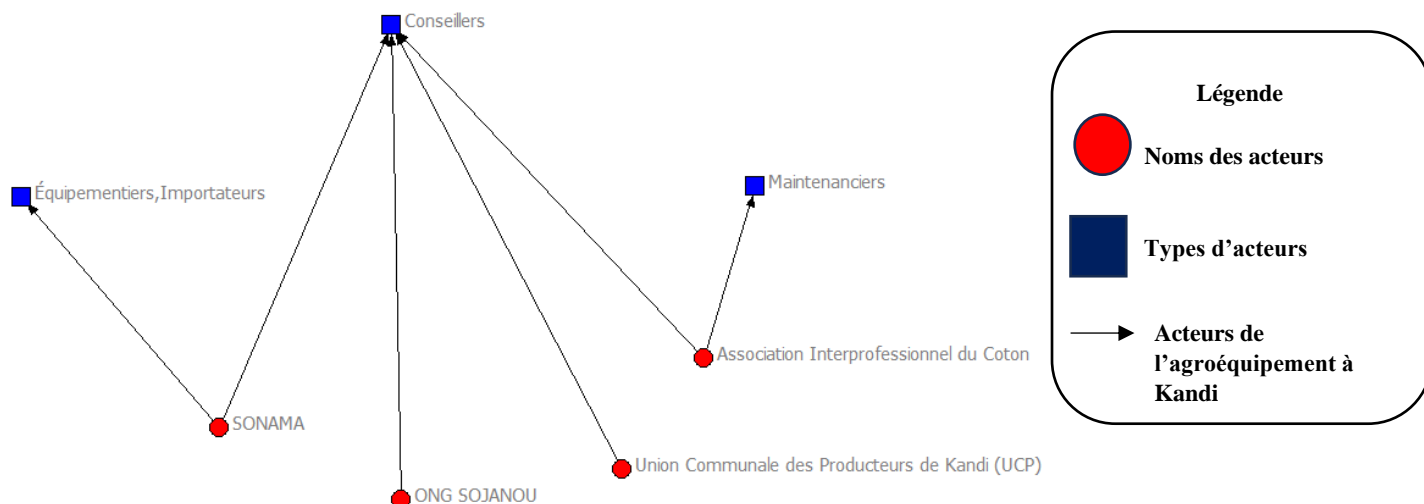 Conseillers
Équipementiers,Importateurs
Maintenanciers
Association Interprofessionnel du Coton
SONAMA
Union Communale des Producteurs de Kandi (UCP)
ONG SOJANOU
Légende
Noms des acteurs
Types d’acteurs
Acteurs de
l’agroéquipement à
Kandi